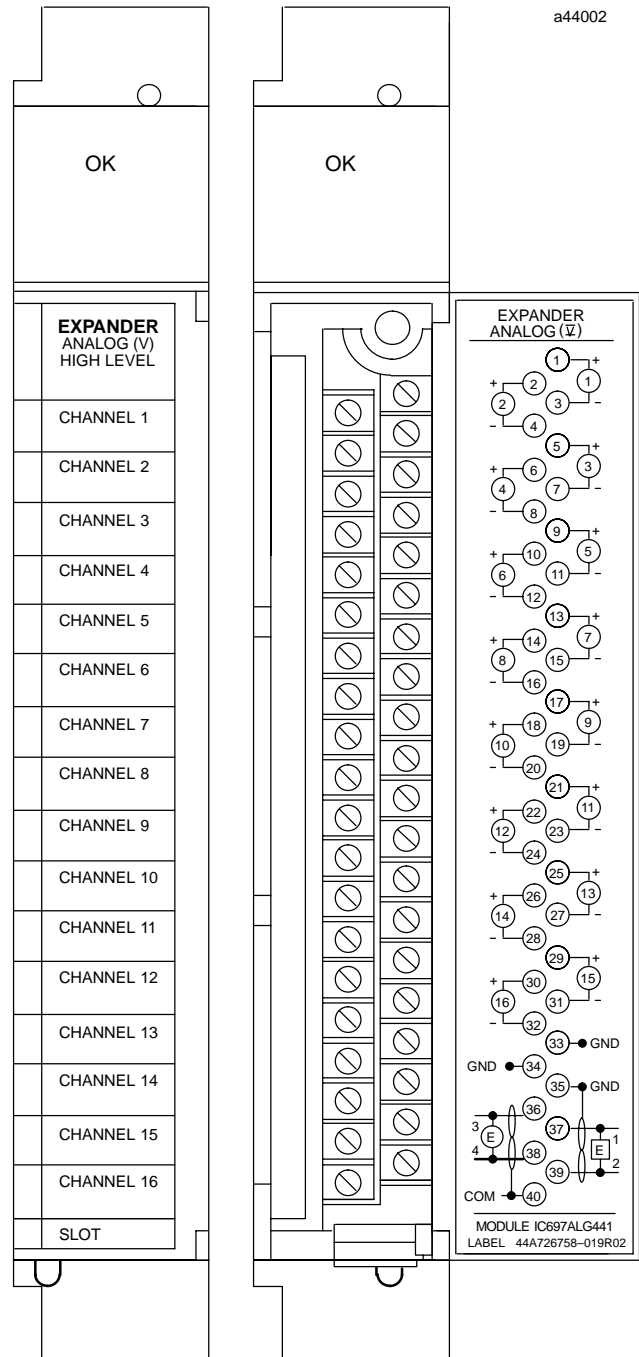 a44002
OK
OK
EXPANDER
ANALOG (V)
HIGH LEVEL
CHANNEL 1
CHANNEL 2
CHANNEL 3
CHANNEL 4
CHANNEL 5
CHANNEL 6
CHANNEL 7
CHANNEL 8
CHANNEL 9
CHANNEL 10
CHANNEL 11
CHANNEL 12
CHANNEL 13
CHANNEL 14
CHANNEL 15
CHANNEL 16
SLOT
EXPANDER
ANALOG (V)
1 +
+ 2 1
2 3 -
- 4
5 +
+ 6 3
4 7 -
- 8
9 +
+ 10 5
6 11 -
- 12
13 +
+ 14 7
8 15 -
- 16
17 +
+ 18 9
10 19 -
- 20
21 +
+ 22 11
12 23 -
- 24
25 +
+ 26 13
14 27 -
- 28
29 +
+ 30 15
16 31 -
- 32
33 GND
GND 34
35 GND
36
3 37 1
E E
4 38
39 2
COM 40
MODULE IC697ALG441
LABEL 44A726758–019R02